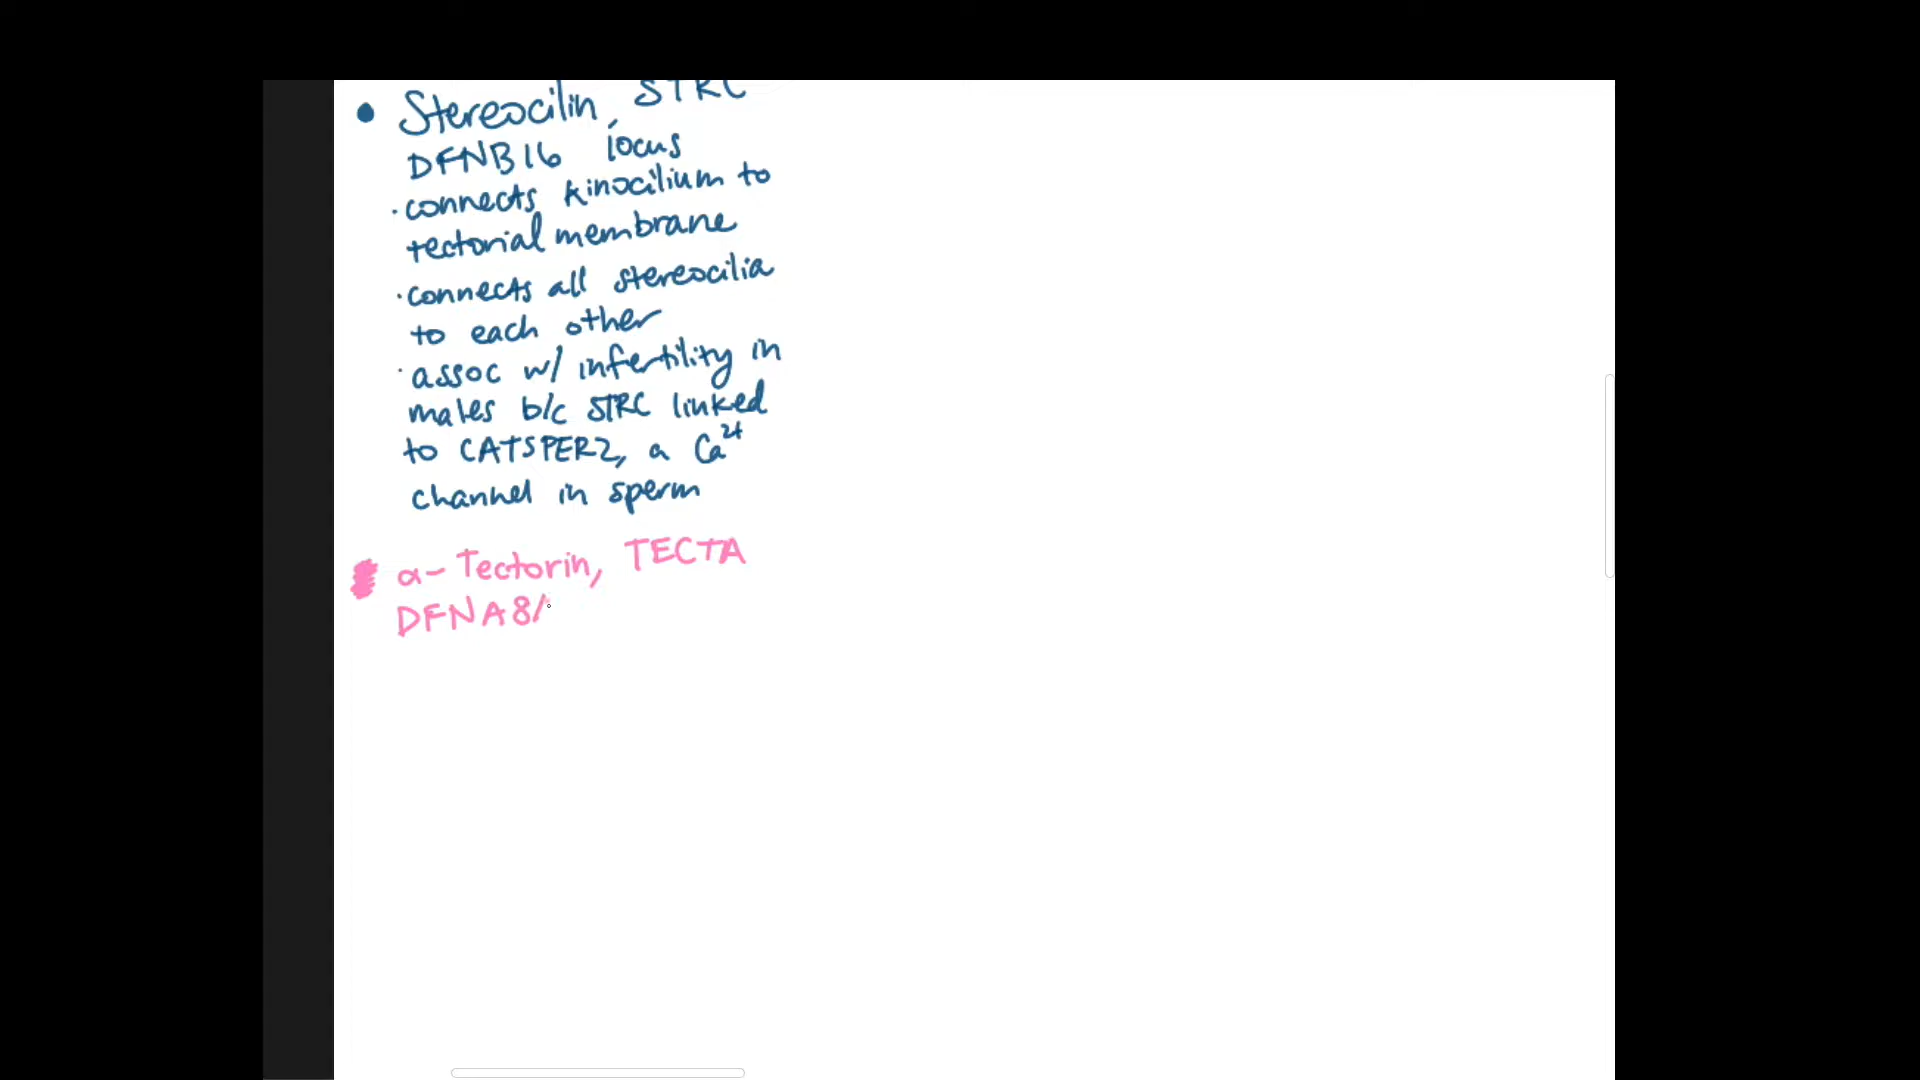 Stereocilin, STRC
DFNB16 locus
· connects kinocilium to
tectorial membrane
· connects all stereocilia
to each other
· assoc w/ infertility in
males b/c STRC linked
to CATSPER2, a Ca²⁺
channel in sperm
α-Tectorin, TECTA
DFNA8/